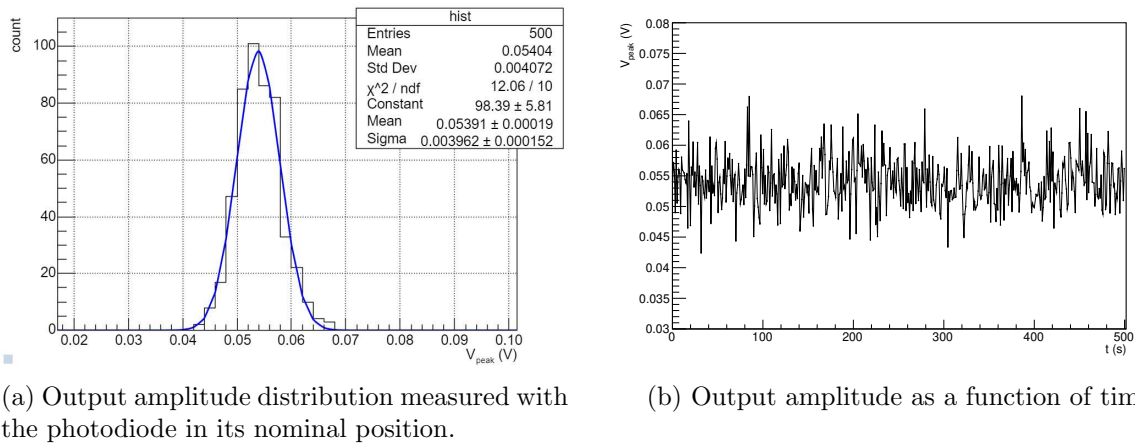 hist
Entries 500
Mean 0.05404
Std Dev 0.004072
χ^2 / ndf 12.06 / 10
Constant 98.39 ± 5.81
Mean 0.05391 ± 0.00019
Sigma 0.003962 ± 0.000152
count
100
80
60
40
20
0
0.02 0.03 0.04 0.05 0.06 0.07 0.08 0.09 0.10
V_peak (V)
V_peak (V)
0.08
0.075
0.07
0.065
0.06
0.055
0.05
0.045
0.04
0.035
0.03
0 100 200 300 400 500
t (s)
(a) Output amplitude distribution measured with
the photodiode in its nominal position.
(b) Output amplitude as a function of tim